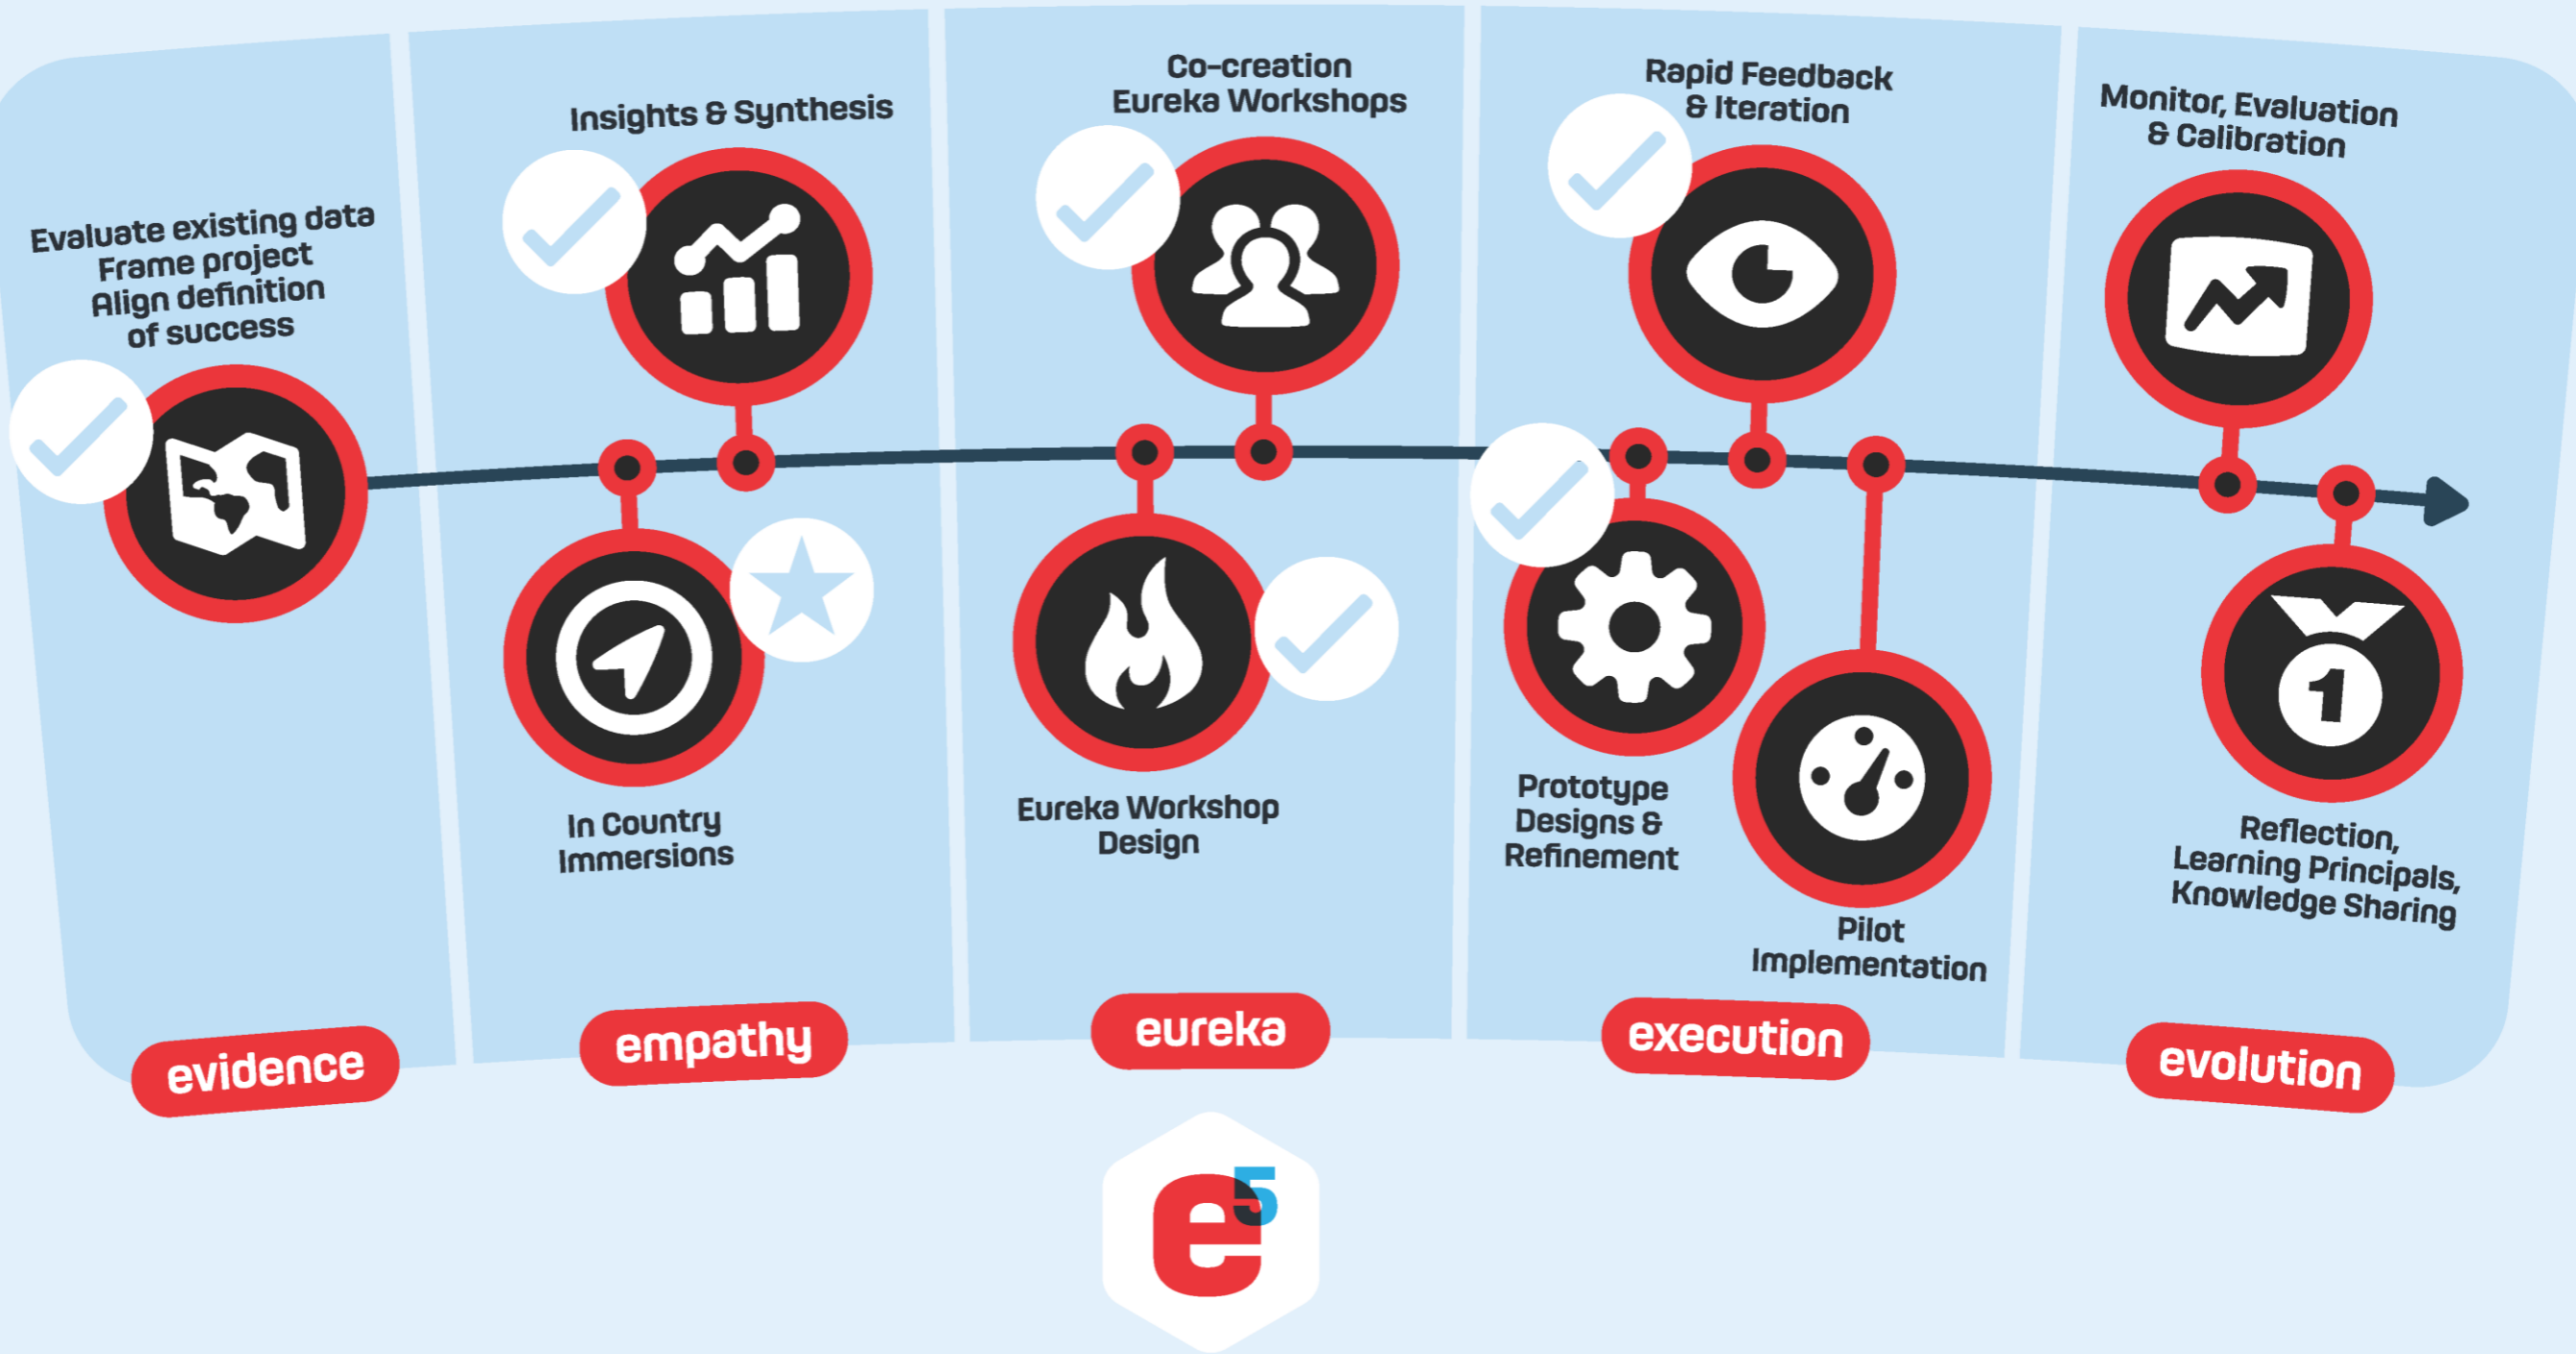 Evaluate existing data
Frame project
Align definition
of success
evidence
Insights & Synthesis
In Country
Immersions
empathy
Co-creation
Eureka Workshops
Eureka Workshop
Design
eureka
Rapid Feedback
& Iteration
Prototype
Designs &
Refinement
Pilot
Implementation
execution
Monitor, Evaluation
& Calibration
1
Reflection,
Learning Principals,
Knowledge Sharing
evolution
e5